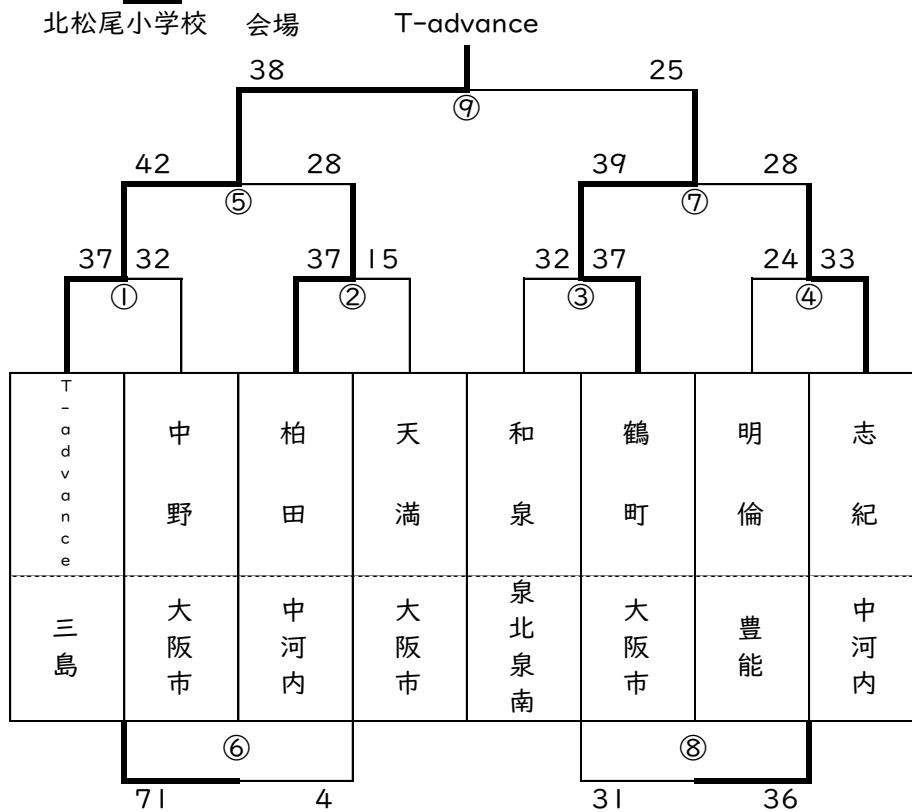 北松尾小学校 会場 T-advance
38 25
⑨
42 28 39 28
⑤ ⑦
37 32 37 15 32 37 24 33
① ② ③ ④
T-advance 中野 柏田 天満 和泉 鶴町 明倫 志紀
三島 大阪市 中河内 大阪市 泉北泉南 大阪市 豊能 中河内
⑥ ⑧
71 4 31 36